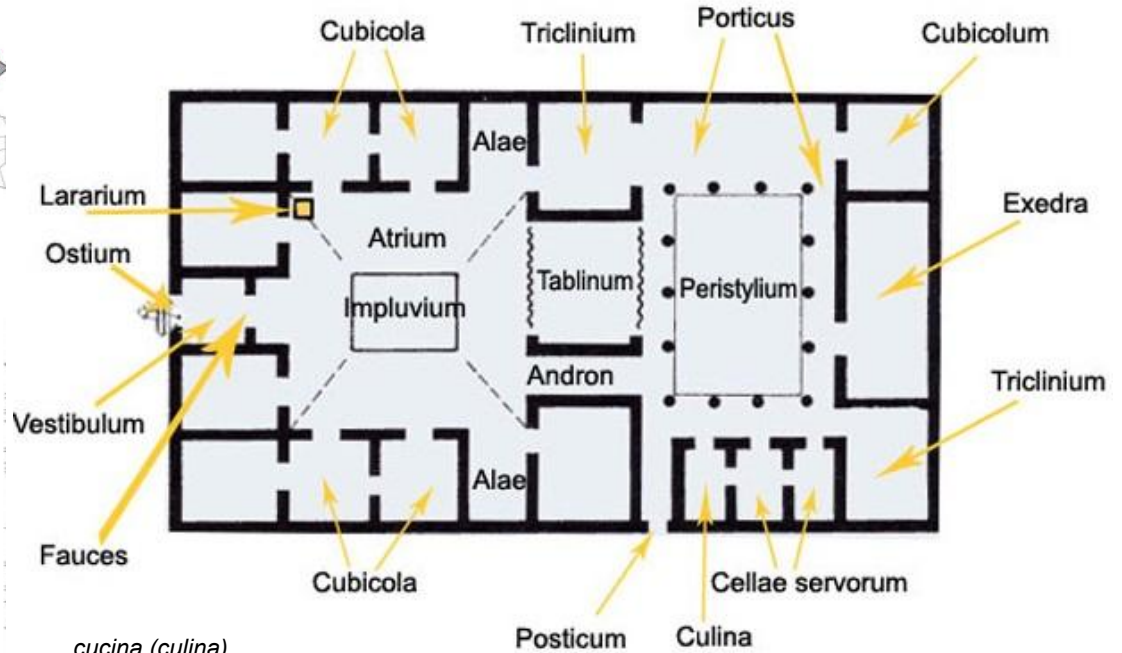 Cubicola
Triclinium
Porticus
Cubicolum
Alae
Lararium
Exedra
Ostium
Atrium
Tablinum
Impluvium
Peristylium
Andron
Triclinium
Vestibulum
Alae
Fauces
Cubicola
Cellae servorum
Posticum
Culina
cucina (culina)